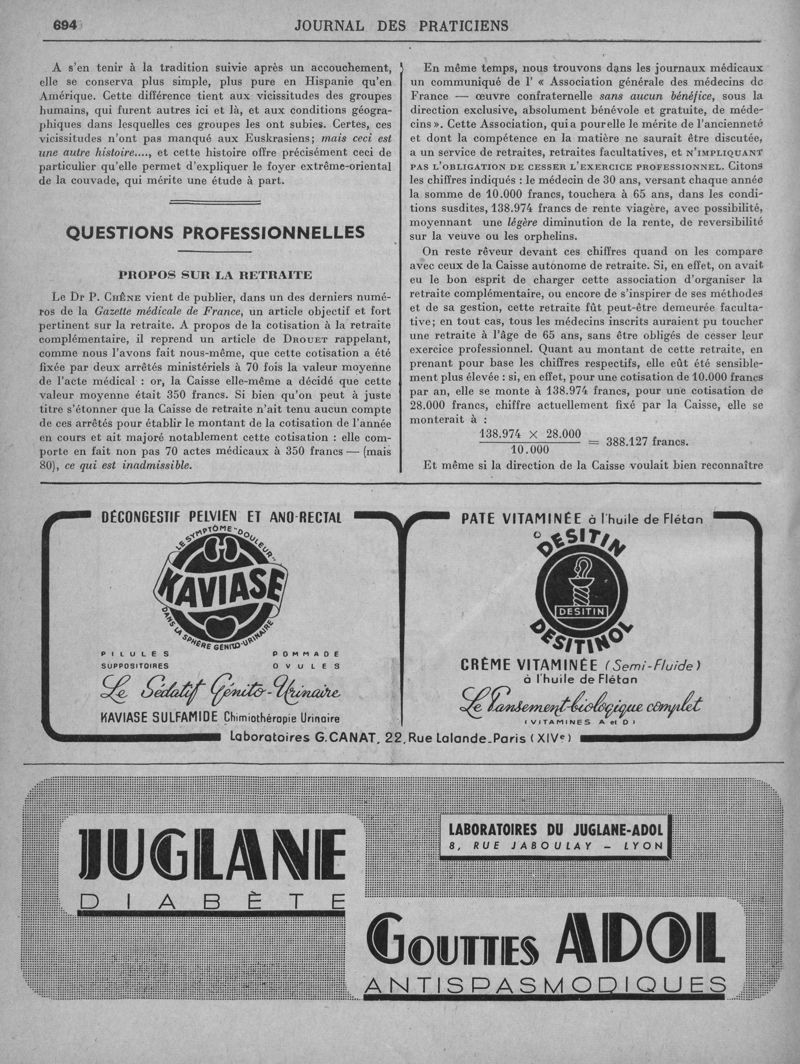 694
JOURNAL DES PRATICIENS
A s'en tenir à la tradition suivie après un accouchement,
elle se conserva plus simple, plus pure en Hispanie qu'en
Amérique. Cette différence tient aux vicissitudes des groupes
humains, qui furent autres ici et là, et aux conditions géogra-
phiques dans lesquelles ces groupes les ont subies. Certes, ces
vicissitudes n'ont pas manqué aux Euskrasiens; mais ceci est
une autre histoire...., et cette histoire offre précisément ceci de
particulier qu'elle permet d'expliquer le foyer extrême-oriental
de la couvade, qui mérite une étude à part.
QUESTIONS PROFESSIONNELLES
PROPOS SUR LA RETRAITE
Le Dr P. CHÊNE vient de publier, dans un des derniers numé-
ros de la Gazette médicale de France, un article objectif et fort
pertinent sur la retraite. A propos de la cotisation à la retraite
complémentaire, il reprend un article de DROUET rappelant,
comme nous l'avons fait nous-même, que cette cotisation a été
fixée par deux arrêtés ministériels à 70 fois la valeur moyenne
de l'acte médical : or, la Caisse elle-même a décidé que cette
valeur moyenne était 350 francs. Si bien qu'on peut à juste
titre s'étonner que la Caisse de retraite n'ait tenu aucun compte
de ces arrêtés pour établir le montant de la cotisation de l'année
en cours et ait majoré notablement cette cotisation : elle com-
porte en fait non pas 70 actes médicaux à 350 francs — (mais
80), ce qui est inadmissible.
En même temps, nous trouvons dans les journaux médicaux
un communiqué de l' « Association générale des médecins de
France — œuvre confraternelle sans aucun bénéfice, sous la
direction exclusive, absolument bénévole et gratuite, de méde-
cins ». Cette Association, qui a pour elle le mérite de l'ancienneté
et dont la compétence en la matière ne saurait être discutée,
a un service de retraites, retraites facultatives, et N'IMPLIQUANT
PAS L'OBLIGATION DE CESSER L'EXERCICE PROFESSIONNEL. Citons
les chiffres indiqués : le médecin de 30 ans, versant chaque année
la somme de 10.000 francs, touchera à 65 ans, dans les condi-
tions susdites, 138.974 francs de rente viagère, avec possibilité,
moyennant une légère diminution de la rente, de reversibilité
sur la veuve ou les orphelins.
On reste rêveur devant ces chiffres quand on les compare
avec ceux de la Caisse autonome de retraite. Si, en effet, on avait
eu le bon esprit de charger cette association d'organiser la
retraite complémentaire, ou encore de s'inspirer de ses méthodes
et de sa gestion, cette retraite fût peut-être demeurée faculta-
tive; en tout cas, tous les médecins inscrits auraient pu toucher
une retraite à l'âge de 65 ans, sans être obligés de cesser leur
exercice professionnel. Quant au montant de cette retraite, en
prenant pour base les chiffres respectifs, elle eût été sensible-
ment plus élevée : si, en effet, pour une cotisation de 10.000 francs
par an, elle se monte à 138.974 francs, pour une cotisation de
28.000 francs, chiffre actuellement fixé par la Caisse, elle se
monterait à :
138.974 × 28.000
10.000
= 388.127 francs.
Et même si la direction de la Caisse voulait bien reconnaître
DÉCONGESTIF PELVIEN ET ANO-RECTAL
LE SYMPTÔME "DOULEUR"
KAVIASE
DANS LA SPHÈRE GÉNITO-URINAIRE
PILULES
POMMADE
SUPPOSITOIRES
OVULES
Le Sédatif Génito-Urinaire
KAVIASE SULFAMIDE Chimiothérapie Urinaire
PATE VITAMINÉE à l'huile de Flétan
DESITIN
DESITIN
DESITINOL
CRÈME VITAMINÉE (Semi-Fluide)
à l'huile de Flétan
Le Pansement biologique complet
(VITAMINES A et D)
Laboratoires G. CANAT, 22, Rue Lalande_Paris (XIVe)
JUGLANE
DIABÈTE
LABORATOIRES DU JUGLANE-ADOL
8, RUE JABOULAY – LYON
GOUTTES ADOL
ANTISPASMODIQUES